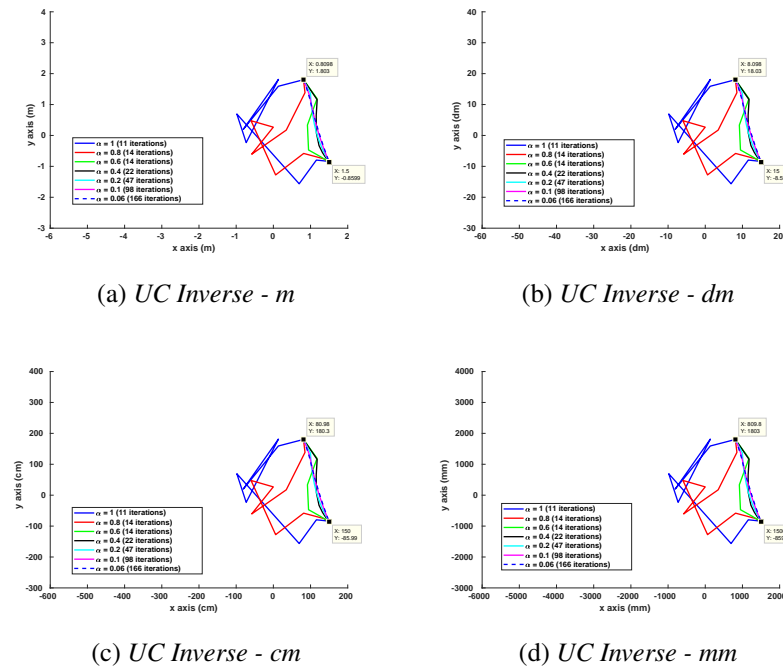 4
3
2
1
0
-1
-2
-3
y axis (m)
-6 -5 -4 -3 -2 -1 0 1 2
x axis (m)
X: 0.8098
Y: 1.803
X: 1.5
Y: -0.8599
α = 1 (11 iterations)
α = 0.8 (14 iterations)
α = 0.6 (14 iterations)
α = 0.4 (22 iterations)
α = 0.2 (47 iterations)
α = 0.1 (98 iterations)
α = 0.06 (166 iterations)
(a) UC Inverse - m
40
30
20
10
0
-10
-20
-30
y axis (dm)
-60 -50 -40 -30 -20 -10 0 10 20
x axis (dm)
X: 8.098
Y: 18.03
X: 15
Y: -8.5
α = 1 (11 iterations)
α = 0.8 (14 iterations)
α = 0.6 (14 iterations)
α = 0.4 (22 iterations)
α = 0.2 (47 iterations)
α = 0.1 (98 iterations)
α = 0.06 (166 iterations)
(b) UC Inverse - dm
400
300
200
100
0
-100
-200
-300
y axis (cm)
-600 -500 -400 -300 -200 -100 0 100 200
x axis (cm)
X: 80.98
Y: 180.3
X: 150
Y: -85.99
α = 1 (11 iterations)
α = 0.8 (14 iterations)
α = 0.6 (14 iterations)
α = 0.4 (22 iterations)
α = 0.2 (47 iterations)
α = 0.1 (98 iterations)
α = 0.06 (166 iterations)
(c) UC Inverse - cm
4000
3000
2000
1000
0
-1000
-2000
-3000
y axis (mm)
-6000 -5000 -4000 -3000 -2000 -1000 0 1000 2000
x axis (mm)
X: 809.8
Y: 1803
X: 1500
α = 1 (11 iterations)
α = 0.8 (14 iterations)
α = 0.6 (14 iterations)
α = 0.4 (22 iterations)
α = 0.2 (47 iterations)
α = 0.1 (98 iterations)
α = 0.06 (166 iterations)
(d) UC Inverse - mm